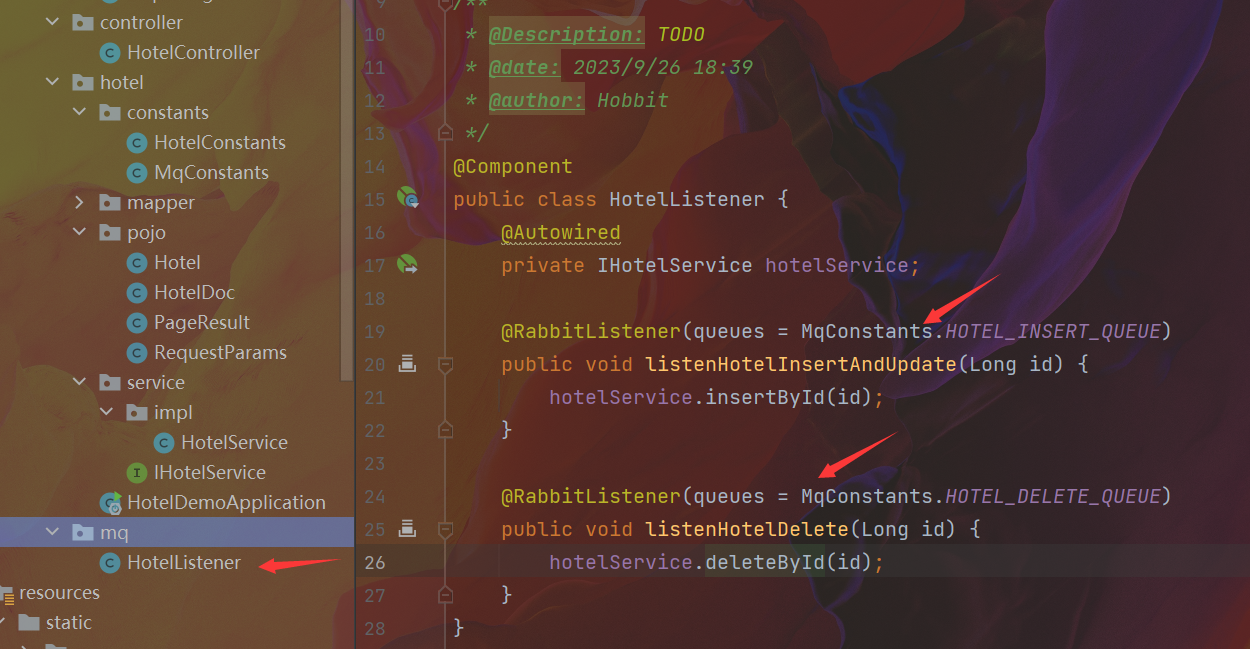 controller
HotelController
hotel
constants
HotelConstants
MqConstants
mapper
pojo
Hotel
HotelDoc
PageResult
RequestParams
service
impl
HotelService
IHotelService
HotelDemoApplication
mq
HotelListener
resources
static
9 /**
10 * @Description: TODO
11 * @date: 2023/9/26 18:39
12 * @author: Hobbit
13 */
14 @Component
15 public class HotelListener {
16 @Autowired
17 private IHotelService hotelService;
18
19 @RabbitListener(queues = MqConstants.HOTEL_INSERT_QUEUE)
20 public void listenHotelInsertAndUpdate(Long id) {
21 hotelService.insertById(id);
22 }
23
24 @RabbitListener(queues = MqConstants.HOTEL_DELETE_QUEUE)
25 public void listenHotelDelete(Long id) {
26 hotelService.deleteById(id);
27 }
28 }